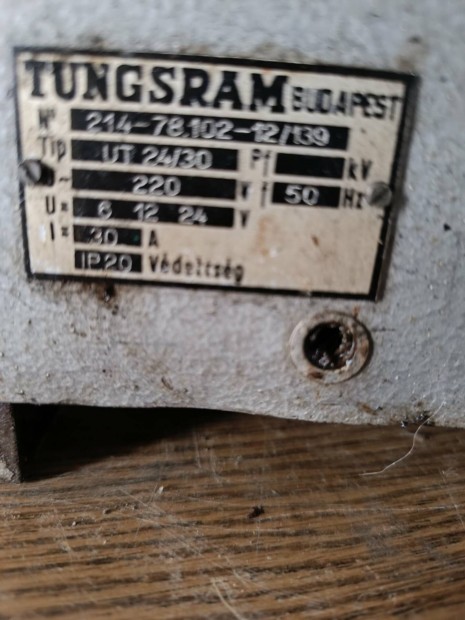 TUNGSRAM BUDAPEST
Nº 214-78.102-12/139
Tip UT 24/30 Pf kV
U~ 220 V f 50 Hz
U= 6 12 24 V
I= 30 A
IP20 Védettség